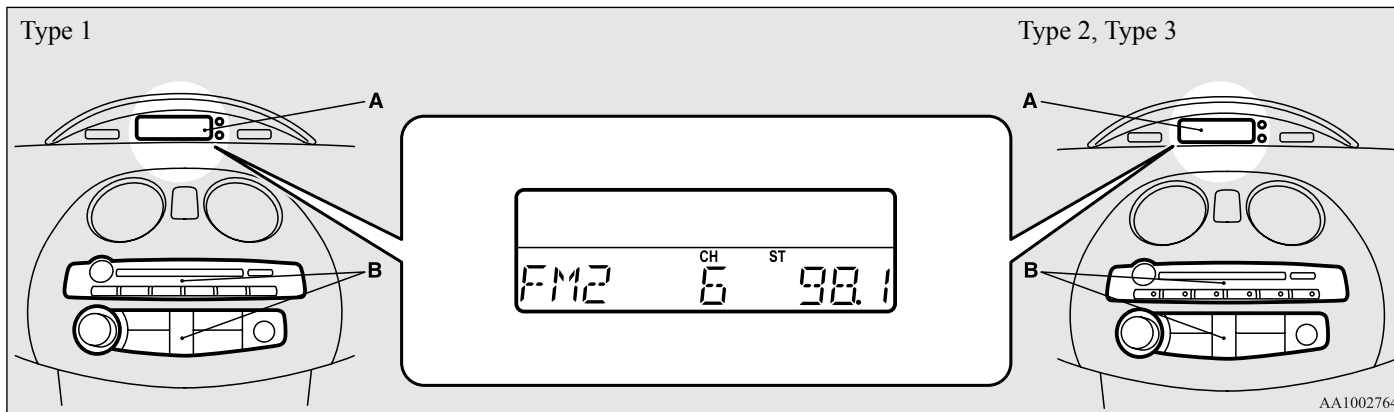 Type 1
Type 2, Type 3
A
A
CH ST
FM2 6 98.1
B
B
AA1002764